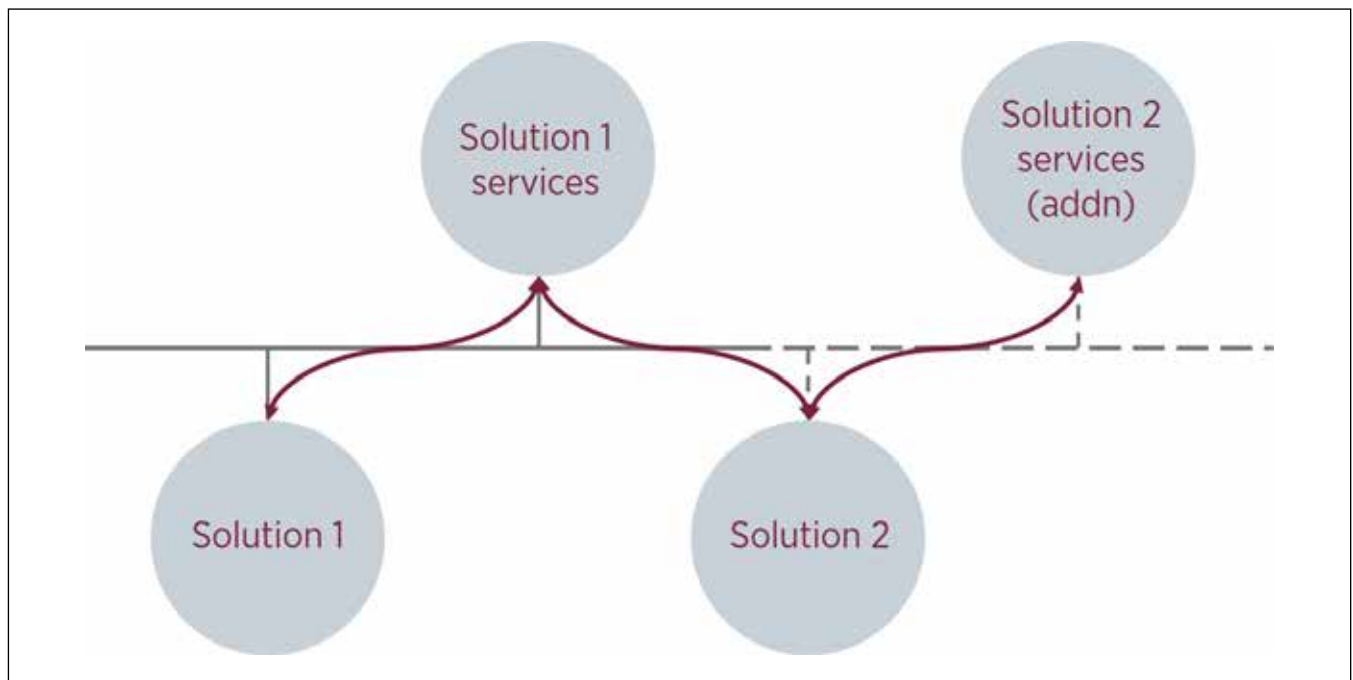 Solution 1
services
Solution 2
services
(addn)
Solution 1
Solution 2